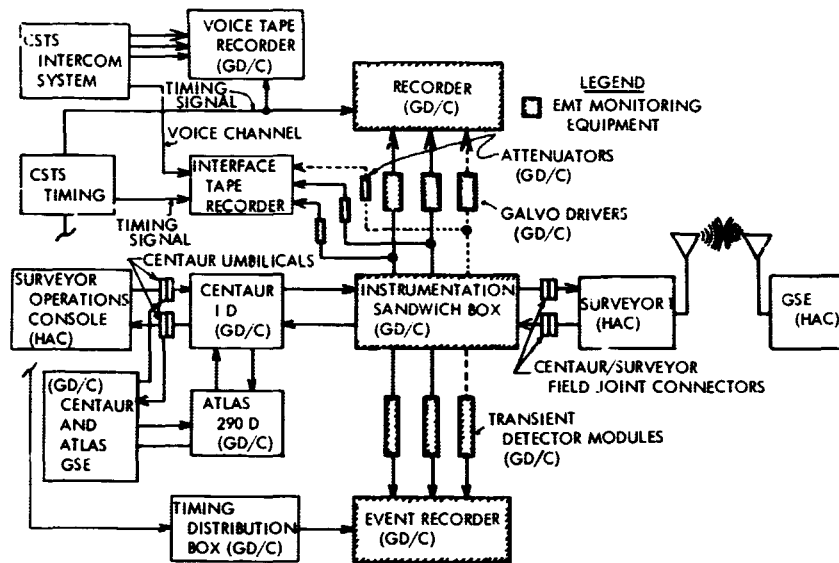 CSTS
INTERCOM
SYSTEM
VOICE TAPE
RECORDER
(GD/C)
TIMING
SIGNAL
VOICE CHANNEL
RECORDER
(GD/C)
LEGEND
EMT MONITORING
EQUIPMENT
CSTS
TIMING
TIMING
SIGNAL
INTERFACE
TAPE
RECORDER
ATTENUATORS
(GD/C)
GALVO DRIVERS
(GD/C)
CENTAUR UMBILICALS
SURVEYOR
OPERATIONS
CONSOLE
(HAC)
CENTAUR
I D
(GD/C)
INSTRUMENTATION
SANDWICH BOX
(GD/C)
SURVEYOR I
(HAC)
GSE
(HAC)
CENTAUR/SURVEYOR
FIELD JOINT CONNECTORS
(GD/C)
CENTAUR
AND
ATLAS
GSE
ATLAS
290 D
(GD/C)
TRANSIENT
DETECTOR MODULES
(GD/C)
TIMING
DISTRIBUTION
BOX (GD/C)
EVENT RECORDER
(GD/C)